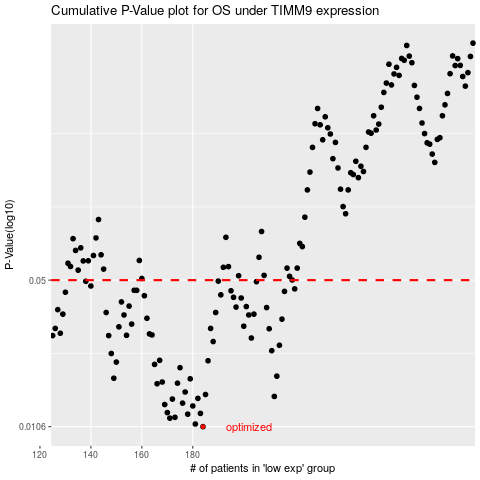 Cumulative P-Value plot for OS under TIMM9 expression
P-Value(log10)
0.05
0.0106
optimized
120 140 160 180
# of patients in 'low exp' group